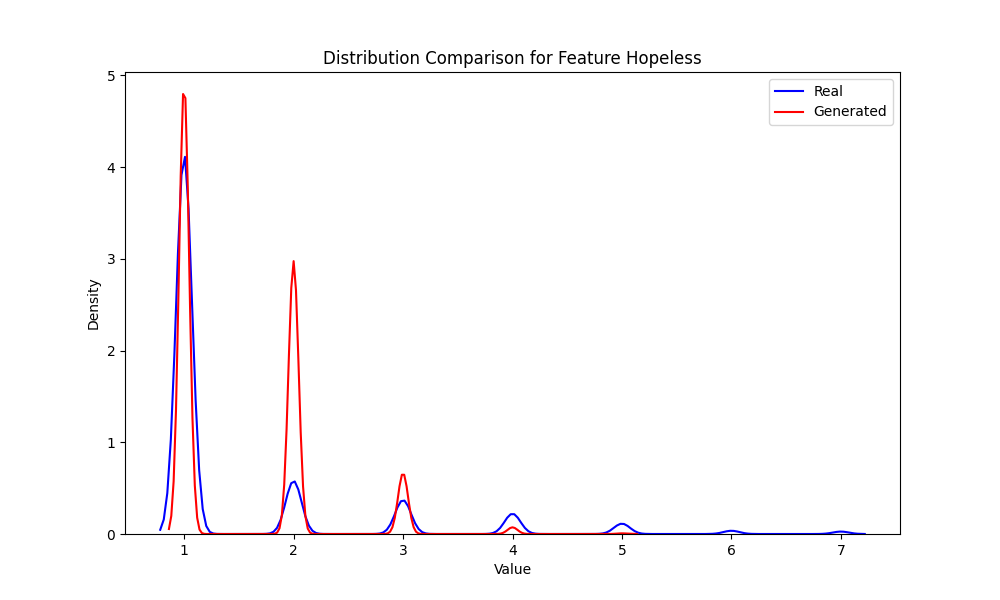 Distribution Comparison for Feature Hopeless
Real
Generated
Density
5
4
3
2
1
0
1 2 3 4 5 6 7
Value